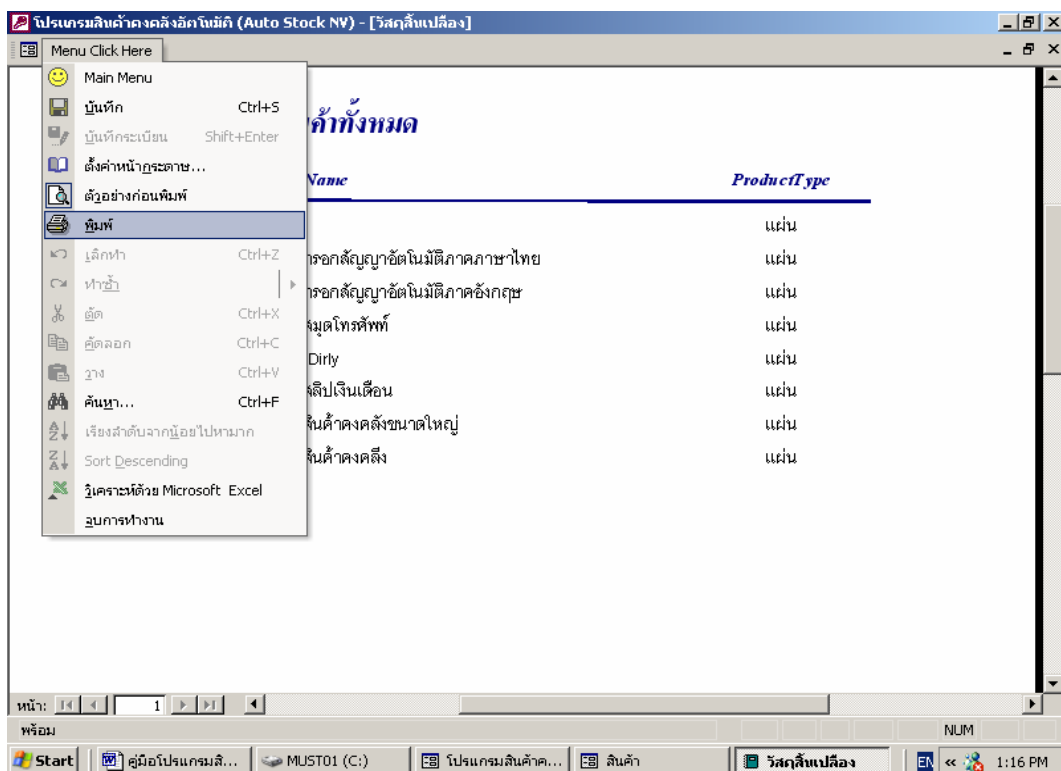 โปรแกรมสินค้าคงคลังอัตโนมัติ (Auto Stock NV) - [วัสดุสิ้นเปลือง]
Menu Click Here
Main Menu
บันทึก Ctrl+S
บันทึกระเบียน Shift+Enter
ตั้งค่าหน้ากระดาษ...
ตัวอย่างก่อนพิมพ์
พิมพ์
เลิกทำ Ctrl+Z
ทำซ้ำ
ตัด Ctrl+X
คัดลอก Ctrl+C
วาง Ctrl+V
ค้นหา... Ctrl+F
เรียงลำดับจากน้อยไปหามาก
Sort Descending
วิเคราะห์ด้วย Microsoft Excel
จบการทำงาน
ค้าทั้งหมด
Name ProductType
แผ่น
ารอกสัญญาอัตโนมัติภาคภาษาไทย แผ่น
ารอกสัญญาอัตโนมัติภาคอังกฤษ แผ่น
สมุดโทรศัพท์ แผ่น
Dirly แผ่น
สลิปเงินเดือน แผ่น
สินค้าคงคลังขนาดใหญ่ แผ่น
สินค้าคงคลีง แผ่น
หน้า: 1
พร้อม NUM
Start คู่มือโปรแกรมสิ... MUST01 (C:) โปรแกรมสินค้าค... สินค้า วัสดุสิ้นเปลือง EN « 1:16 PM